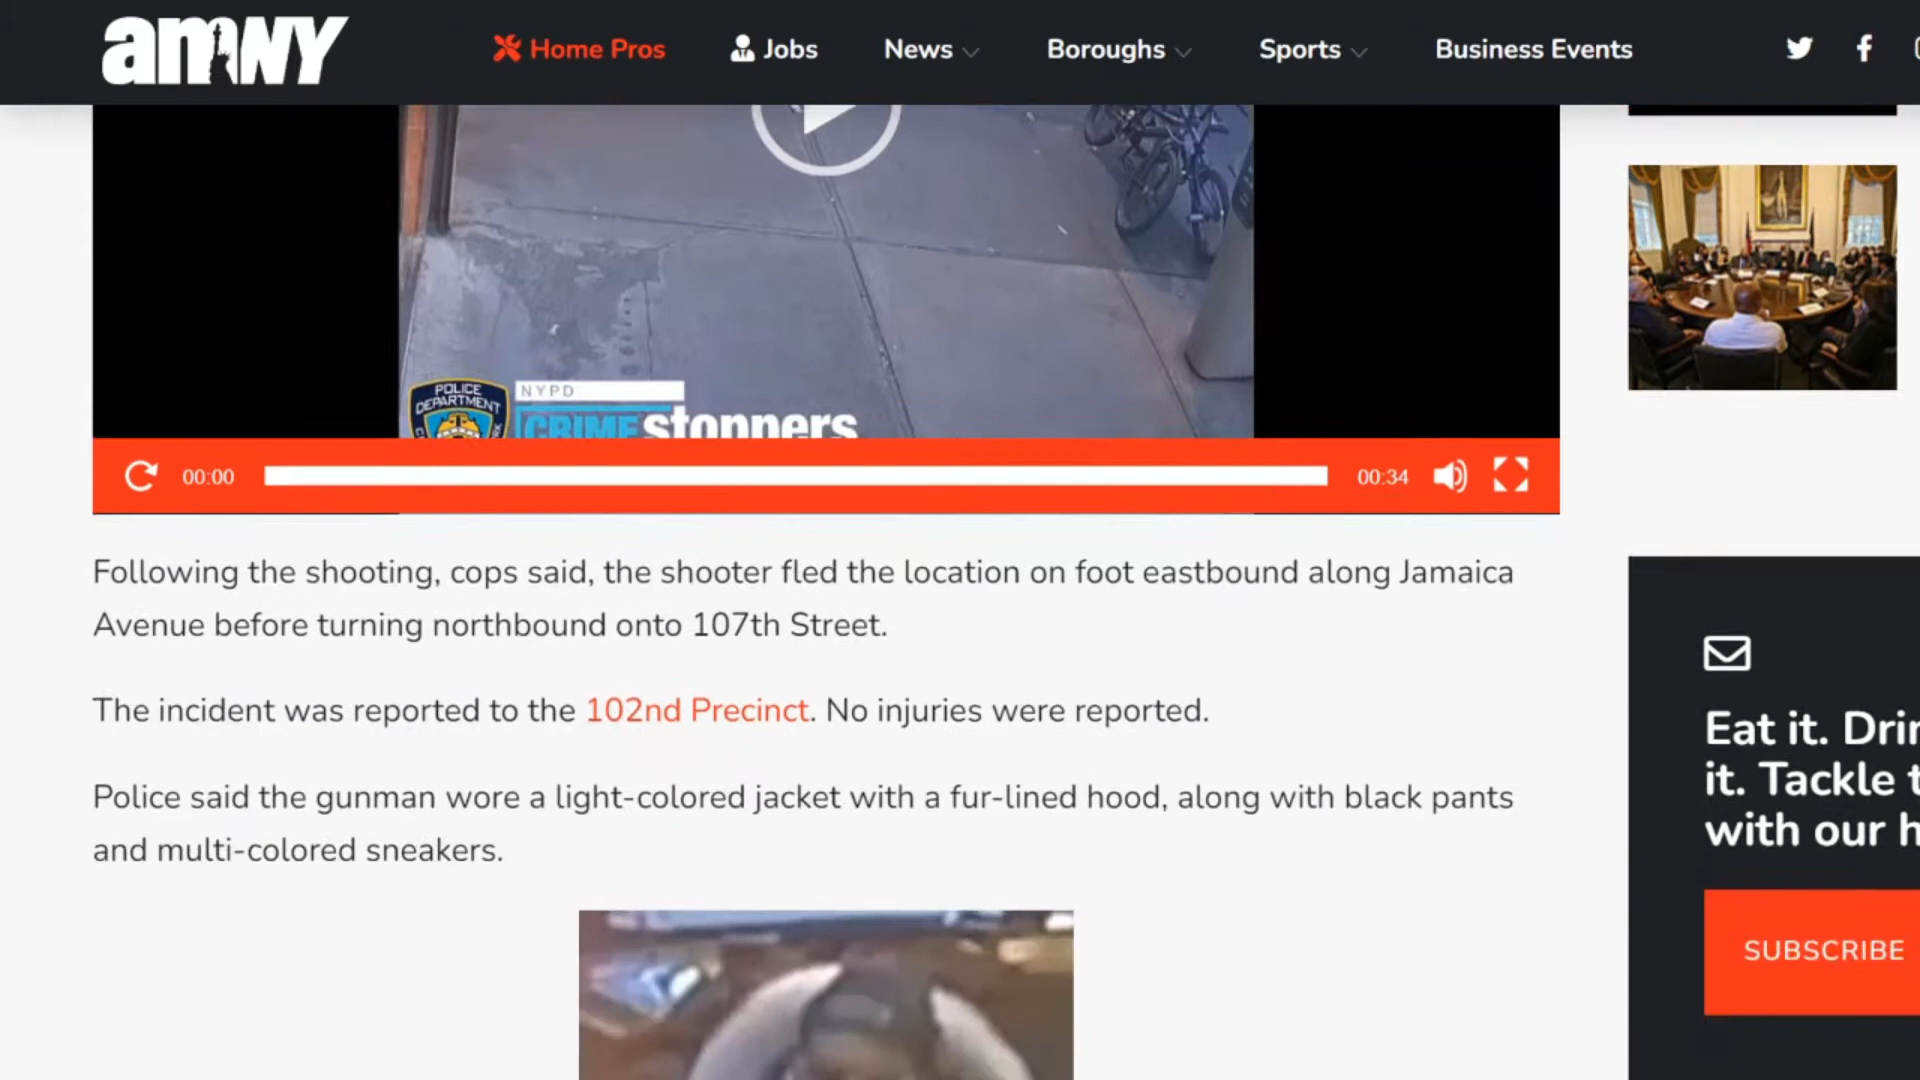 amNY
Home Pros
Jobs
News
Boroughs
Sports
Business Events
POLICE
DEPARTMENT
NYPD
CRIME stoppers
00:00
00:34
Following the shooting, cops said, the shooter fled the location on foot eastbound along Jamaica
Avenue before turning northbound onto 107th Street.
The incident was reported to the 102nd Precinct. No injuries were reported.
Police said the gunman wore a light-colored jacket with a fur-lined hood, along with black pants
and multi-colored sneakers.
Eat it. Drin
it. Tackle t
with our h
SUBSCRIBE